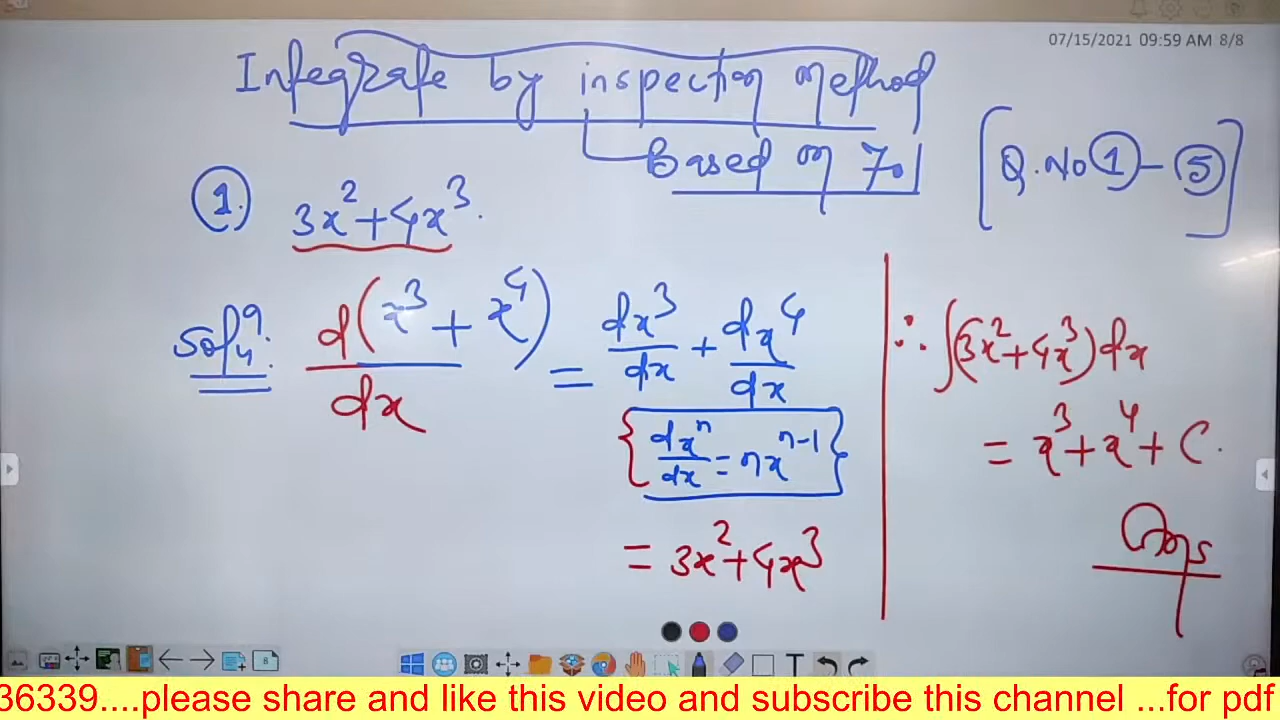 07/15/2021 09:59 AM 8/8
Integrate by inspection method
Based on 7.1
[Q.No ① - ⑤]
①. 3x² + 4x³.
Solⁿ: d(x³ + x⁴)/dx = dx³/dx + dx⁴/dx
{dxⁿ/dx = nxⁿ⁻¹}
= 3x² + 4x³
∴ ∫(3x² + 4x³)dx
= x³ + x⁴ + C.
Ans
8
T
36339....please share and like this video and subscribe this channel ...for pdf